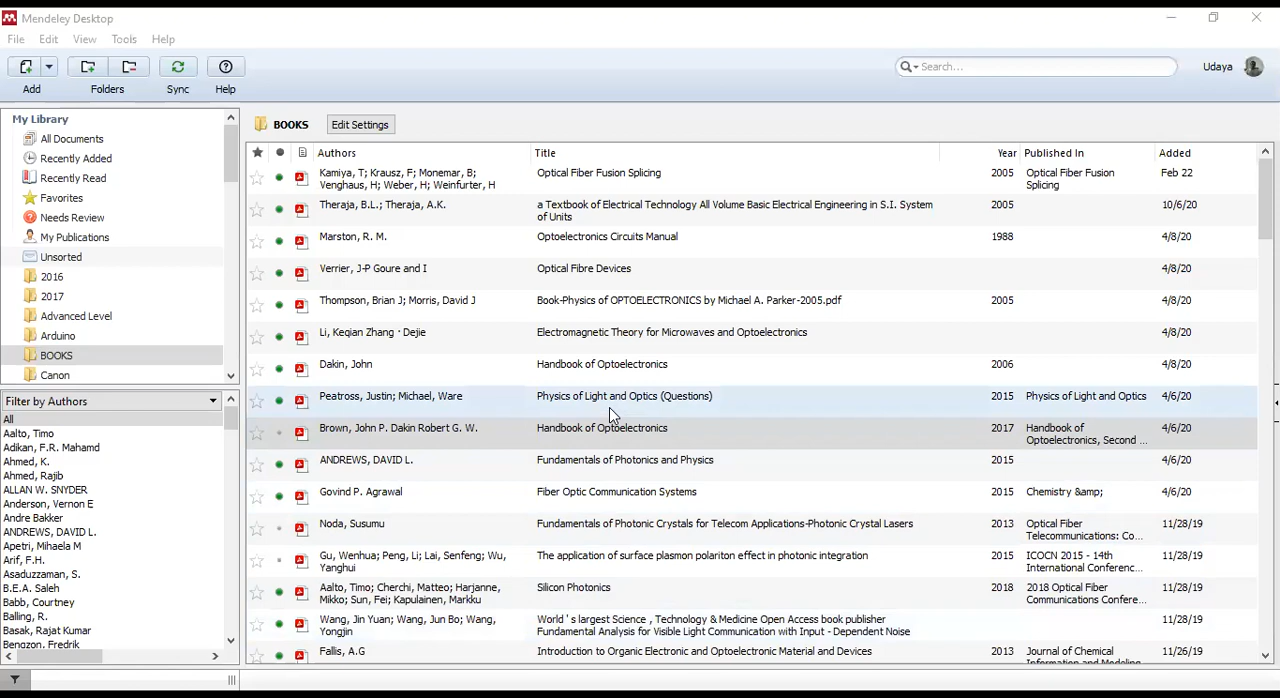 Mendeley Desktop
File Edit View Tools Help
Search...
Udaya
Add Folders Sync Help
My Library
All Documents
Recently Added
Recently Read
Favorites
Needs Review
My Publications
Unsorted
2016
2017
Advanced Level
Arduino
BOOKS
Canon
Filter by Authors
All
Aalto, Timo
Adikan, F.R. Mahamd
Ahmed, K.
Ahmed, Rajib
ALLAN W. SNYDER
Anderson, Vernon E
Andre Bakker
ANDREWS, DAVID L.
Apetri, Mihaela M
Arif, F.H.
Asaduzzaman, S.
B.E.A. Saleh
Babb, Courtney
Balling, R.
Basak, Rajat Kumar
Bengzon, Fredrik
BOOKS Edit Settings
Authors Title Year Published In Added
Kamiya, T; Krausz, F; Monemar, B; Optical Fiber Fusion Splicing 2005 Optical Fiber Fusion Feb 22
Venghaus, H; Weber, H; Weinfurter, H Splicing
Theraja, B.L.; Theraja, A.K. a Textbook of Electrical Technology All Volume Basic Electrical Engineering in S.I. System 2005 10/6/20
of Units
Marston, R. M. Optoelectronics Circuits Manual 1988 4/8/20
Verrier, J-P Goure and I Optical Fibre Devices 4/8/20
Thompson, Brian J; Morris, David J Book-Physics of OPTOELECTRONICS by Michael A. Parker-2005.pdf 2005 4/8/20
Li, Keqian Zhang · Dejie Electromagnetic Theory for Microwaves and Optoelectronics 4/8/20
Dakin, John Handbook of Optoelectronics 2006 4/8/20
Peatross, Justin; Michael, Ware Physics of Light and Optics (Questions) 2015 Physics of Light and Optics 4/6/20
Brown, John P. Dakin Robert G. W. Handbook of Optoelectronics 2017 Handbook of 4/6/20
Optoelectronics, Second ...
ANDREWS, DAVID L. Fundamentals of Photonics and Physics 2015 4/6/20
Govind P. Agrawal Fiber Optic Communication Systems 2015 Chemistry &amp; 4/6/20
Noda, Susumu Fundamentals of Photonic Crystals for Telecom Applications-Photonic Crystal Lasers 2013 Optical Fiber 11/28/19
Telecommunications: Co...
Gu, Wenhua; Peng, Li; Lai, Senfeng; Wu, The application of surface plasmon polariton effect in photonic integration 2015 ICOCN 2015 - 14th 11/28/19
Yanghui International Conferenc...
Aalto, Timo; Cherchi, Matteo; Harjanne, Silicon Photonics 2018 2018 Optical Fiber 11/28/19
Mikko; Sun, Fei; Kapulainen, Markku Communications Confere...
Wang, Jin Yuan; Wang, Jun Bo; Wang, World ' s largest Science , Technology & Medicine Open Access book publisher 11/28/19
Yongjin Fundamental Analysis for Visible Light Communication with Input - Dependent Noise
Fallis, A.G Introduction to Organic Electronic and Optoelectronic Material and Devices 2013 Journal of Chemical 11/26/19
Information and Modeling